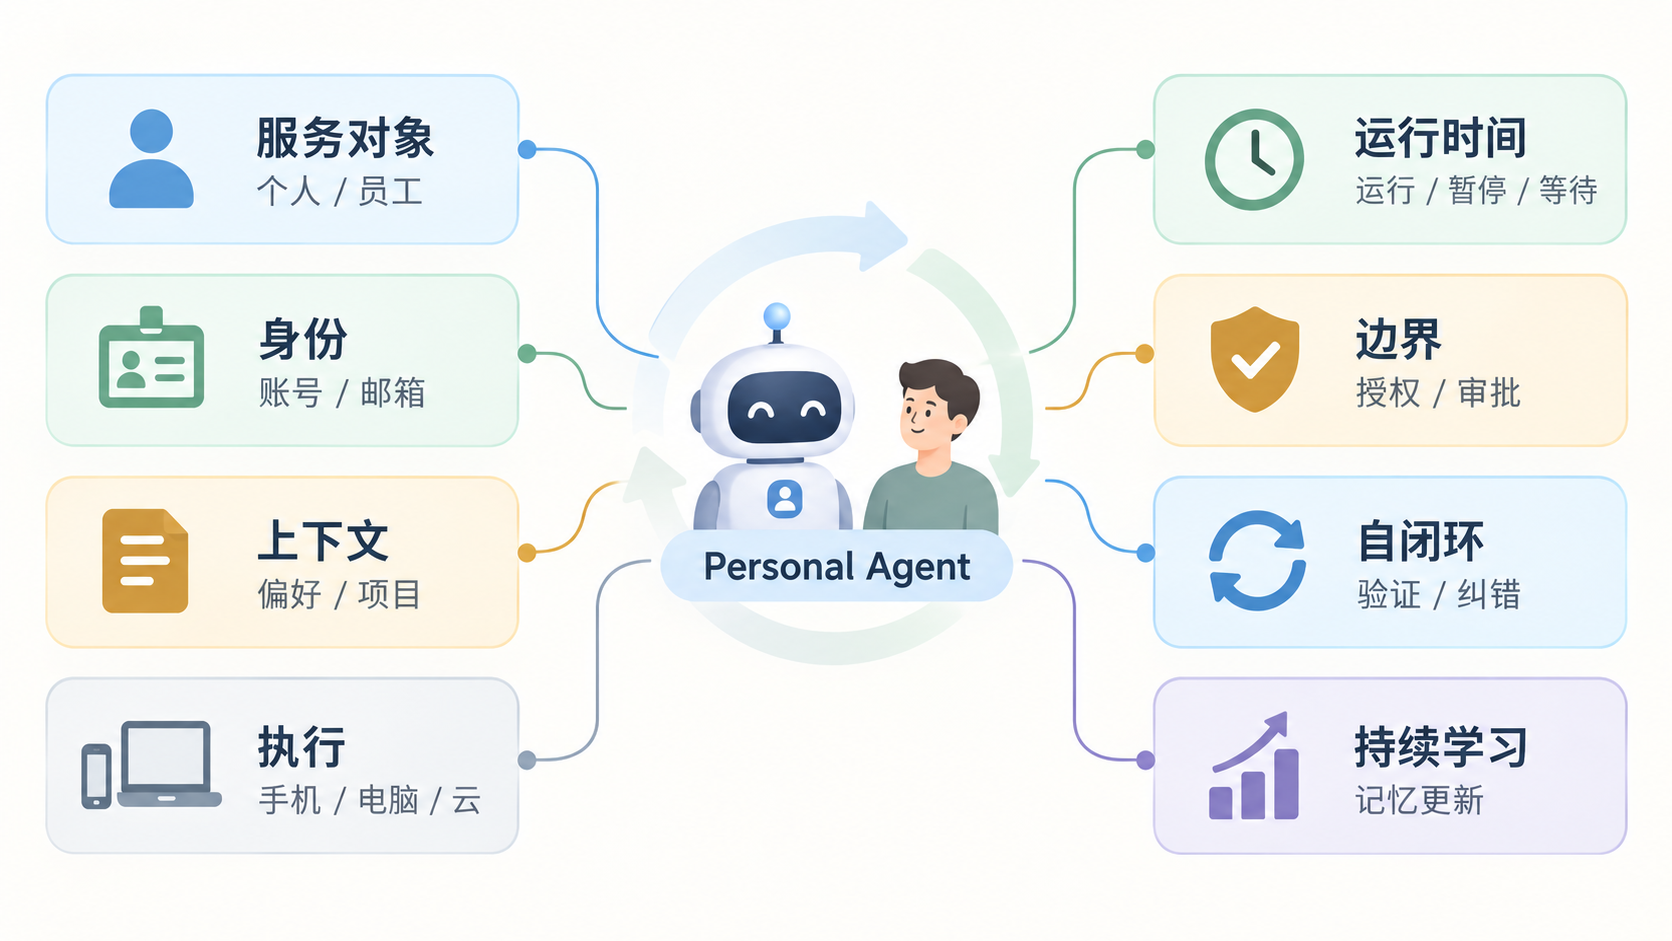 服务对象
个人 / 员工
身份
账号 / 邮箱
上下文
偏好 / 项目
执行
手机 / 电脑 / 云
Personal Agent
运行时间
运行 / 暂停 / 等待
边界
授权 / 审批
自闭环
验证 / 纠错
持续学习
记忆更新